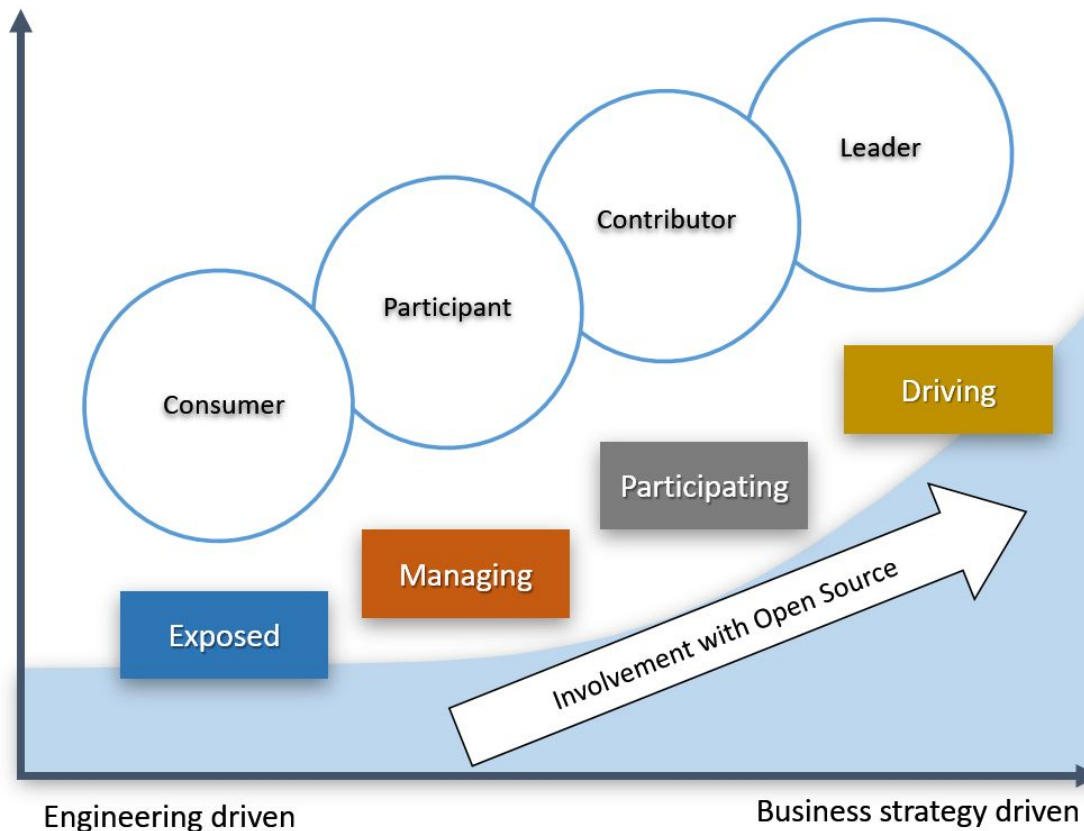 Leader
Contributor
Participant
Consumer
Driving
Participating
Managing
Exposed
Involvement with Open Source
Engineering driven
Business strategy driven